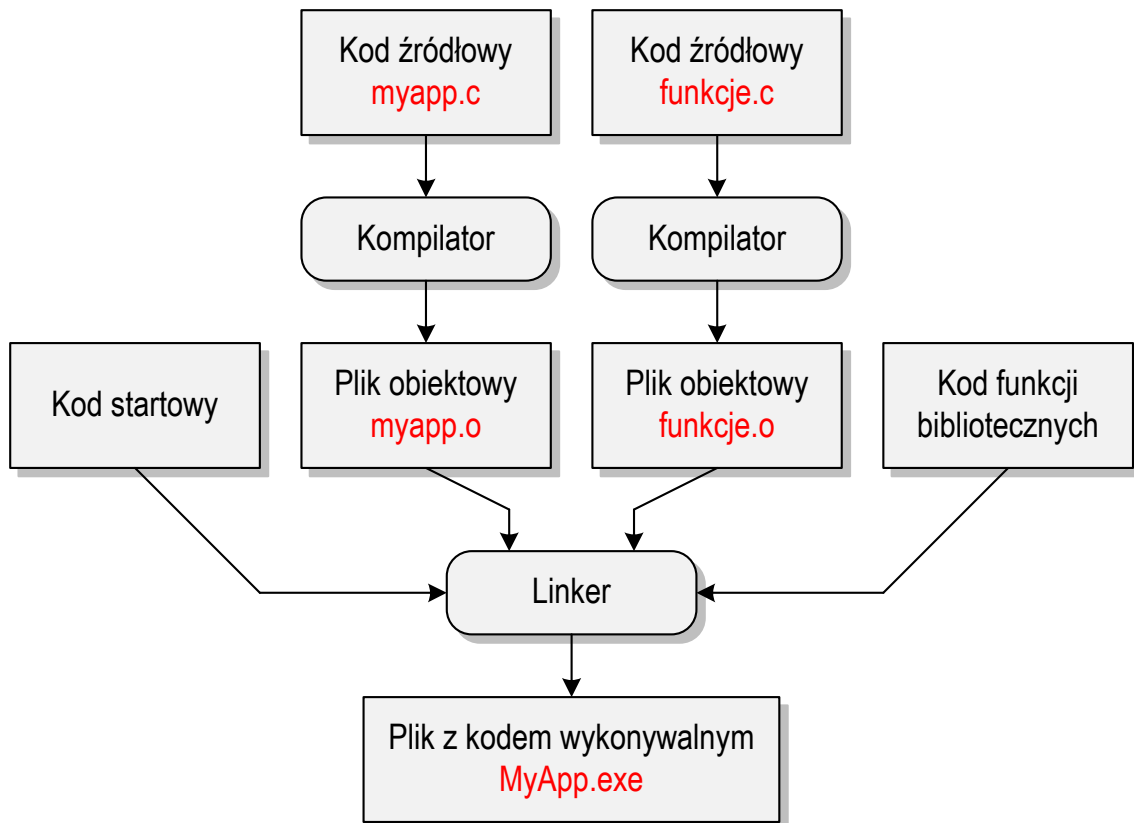 Kod źródłowy
myapp.c
Kod źródłowy
funkcje.c
Kompilator
Kompilator
Kod startowy
Plik obiektowy
myapp.o
Plik obiektowy
funkcje.o
Kod funkcji
bibliotecznych
Linker
Plik z kodem wykonywalnym
MyApp.exe